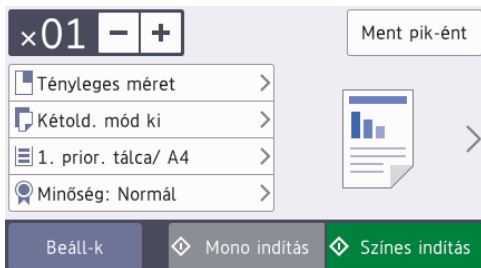 ×01 − +
Ment pik-ént
Tényleges méret
Kétold. mód ki
1. prior. tálca/ A4
Minőség: Normál
Beáll-k
Mono indítás
Színes indítás